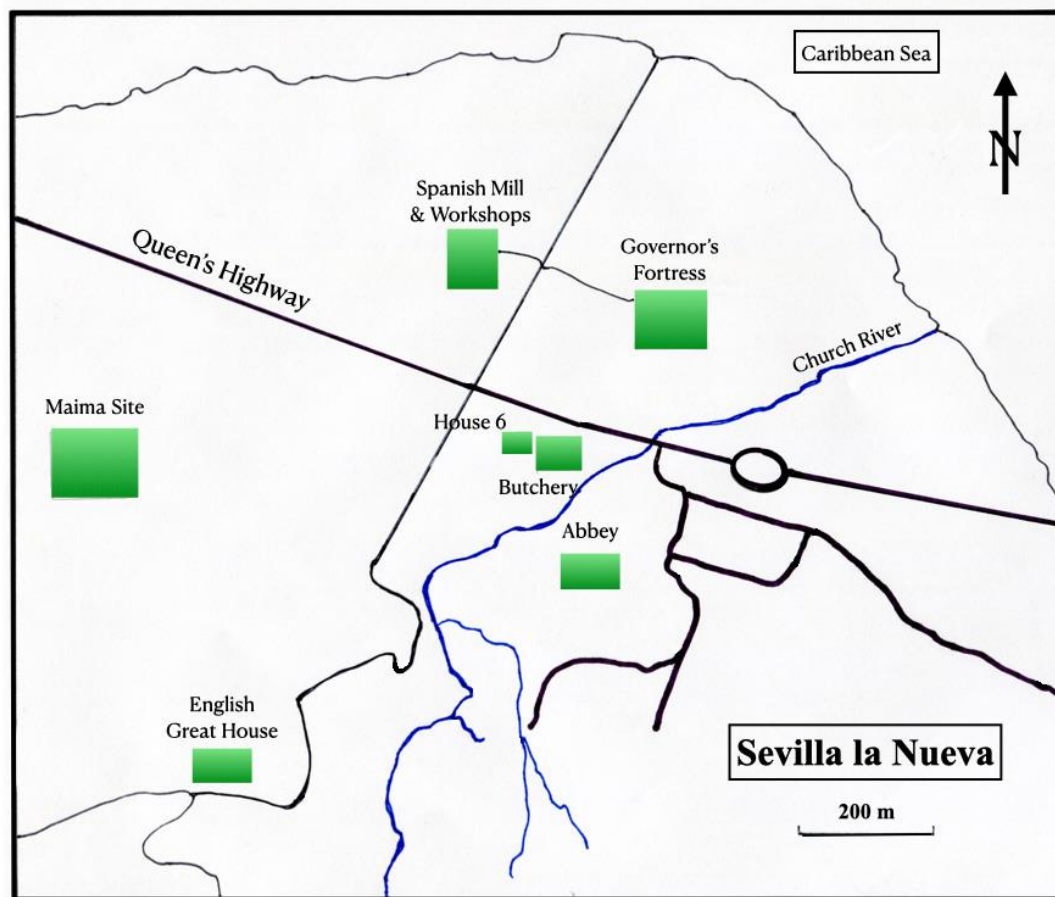 Caribbean Sea
N
Spanish Mill
& Workshops
Governor's
Fortress
Queen's Highway
Church River
Maima Site
House 6
Butchery
Abbey
English
Great House
Sevilla la Nueva
200 m